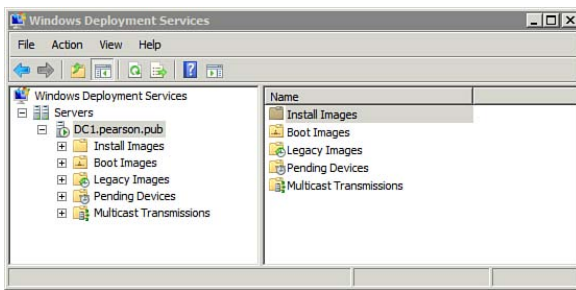 Windows Deployment Services
File Action View Help
Windows Deployment Services
Servers
DC1.pearson.pub
Install Images
Boot Images
Legacy Images
Pending Devices
Multicast Transmissions
Name
Install Images
Boot Images
Legacy Images
Pending Devices
Multicast Transmissions